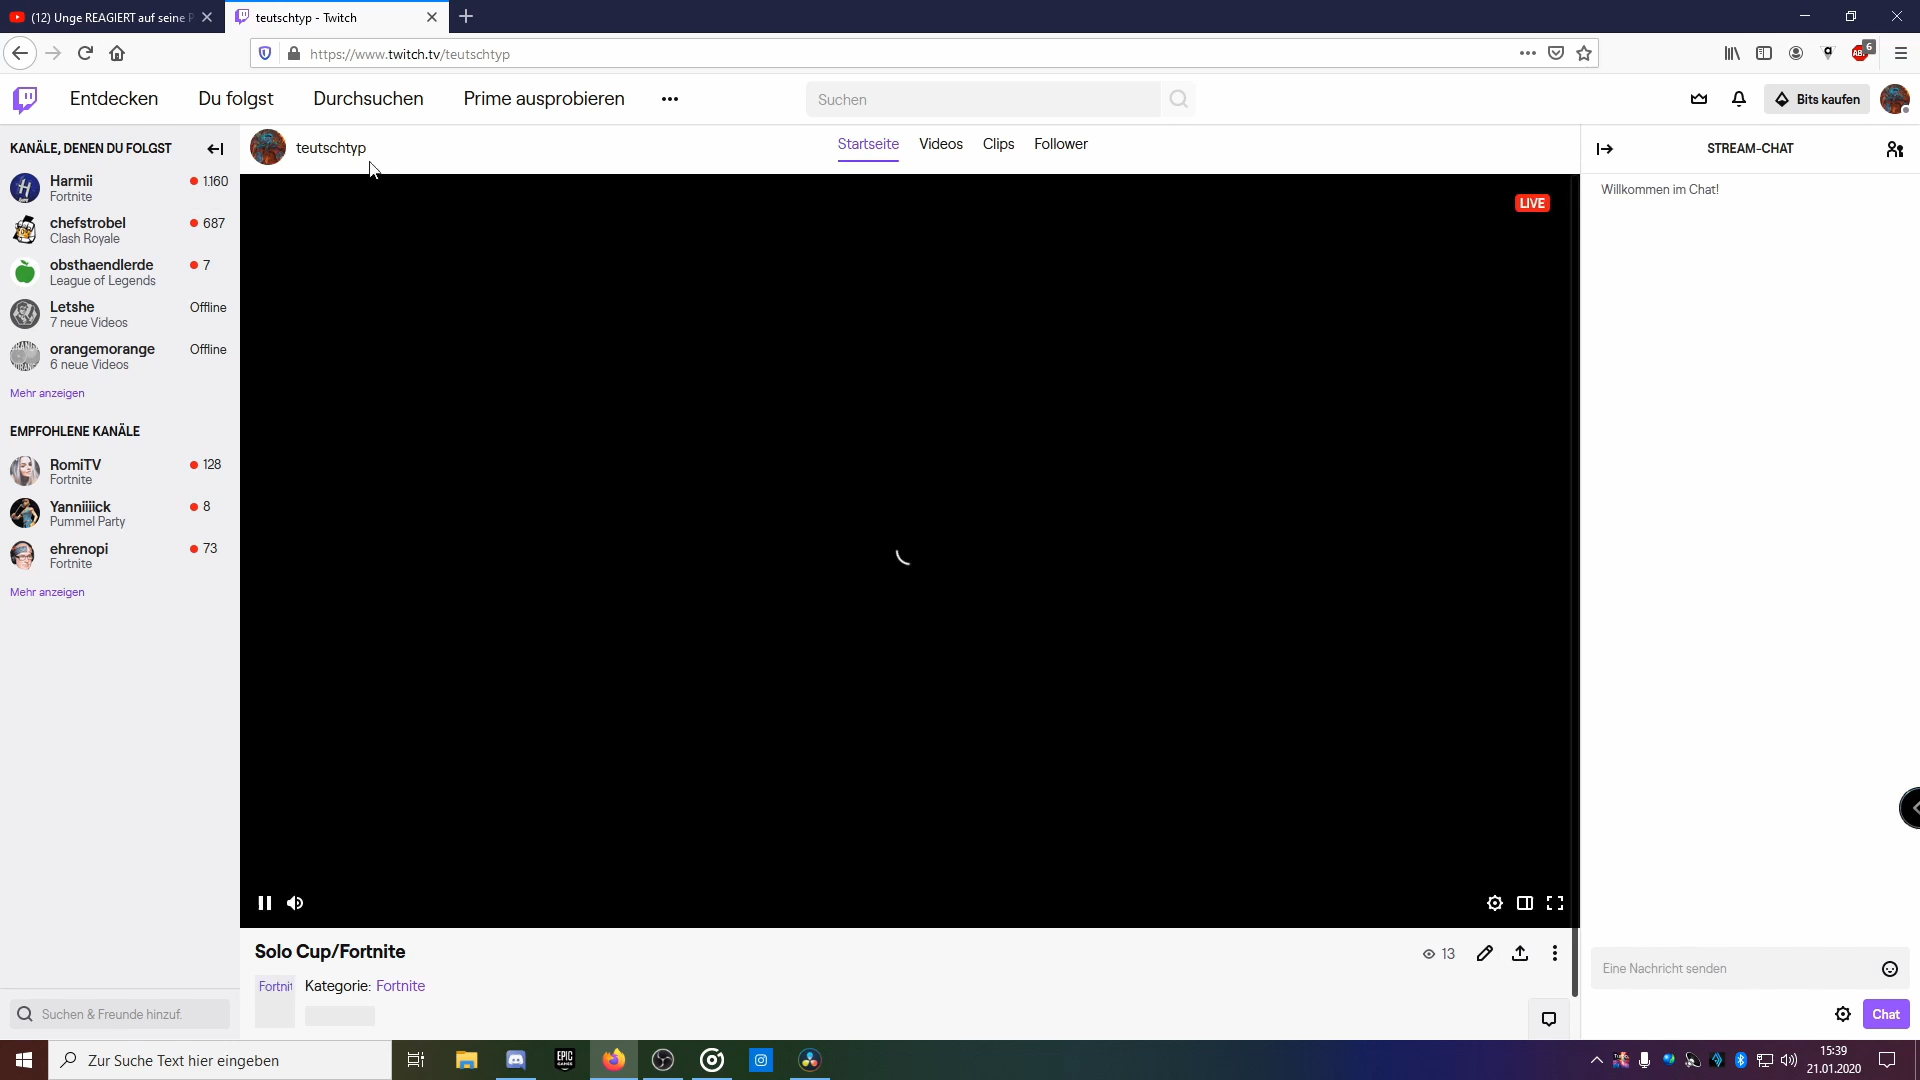 (12) Unge REAGIERT auf seine P
teutschtyp - Twitch
https://www.twitch.tv/teutschtyp
ABP
6
Entdecken
Du folgst
Durchsuchen
Prime ausprobieren
Suchen
Bits kaufen
KANÄLE, DENEN DU FOLGST
Harmii
1.160
Fortnite
chefstrobel
687
Clash Royale
obsthaendlerde
7
League of Legends
Letshe
Offline
7 neue Videos
orangemorange
Offline
6 neue Videos
Mehr anzeigen
EMPFOHLENE KANÄLE
RomiTV
128
Fortnite
Yanniiiick
8
Pummel Party
ehrenopi
73
Fortnite
Mehr anzeigen
Suchen & Freunde hinzuf.
teutschtyp
Startseite
Videos
Clips
Follower
LIVE
Solo Cup/Fortnite
13
Fortnit
Kategorie: Fortnite
STREAM-CHAT
Willkommen im Chat!
Eine Nachricht senden
Chat
Zur Suche Text hier eingeben
EPIC
GAMES
15:39
21.01.2020